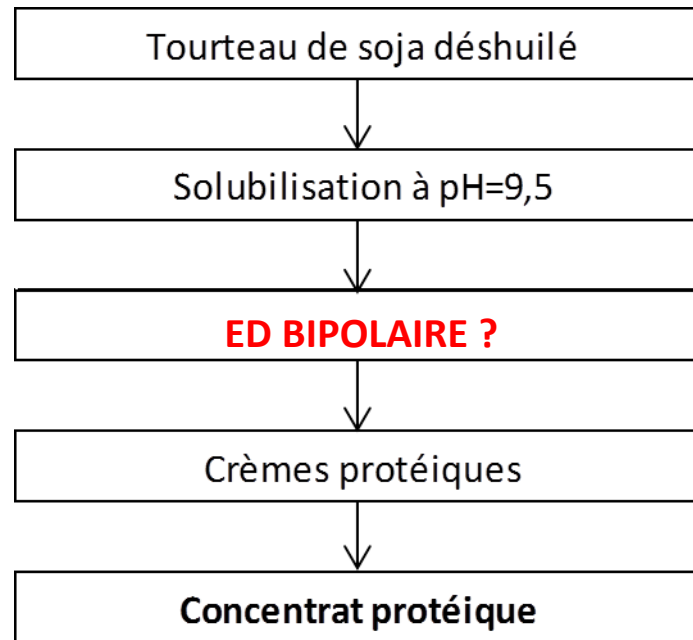 Tourteau de soja déshuilé
Solubilisation à pH=9,5
ED BIPOLAIRE ?
Crèmes protéiques
Concentrat protéique